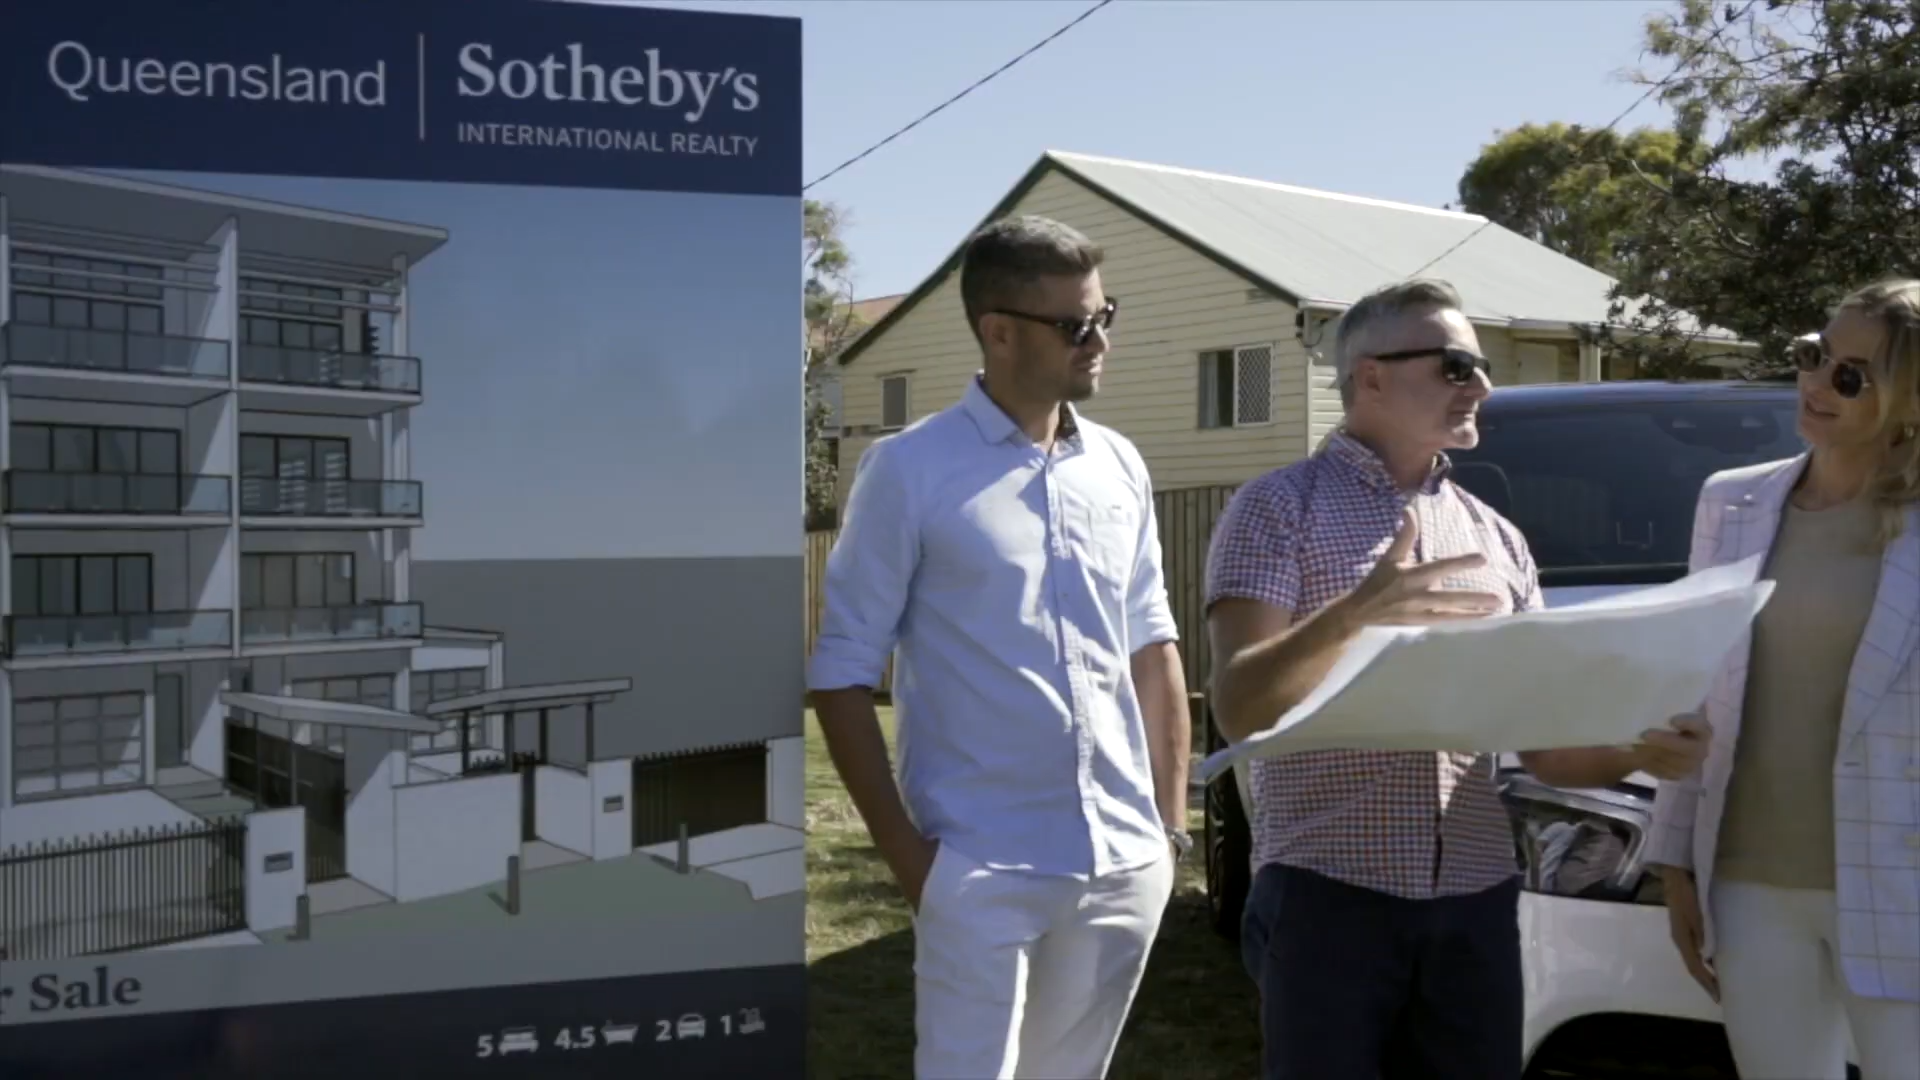 Queensland
Sotheby's
INTERNATIONAL REALTY
Sale
5 4.5 2 1